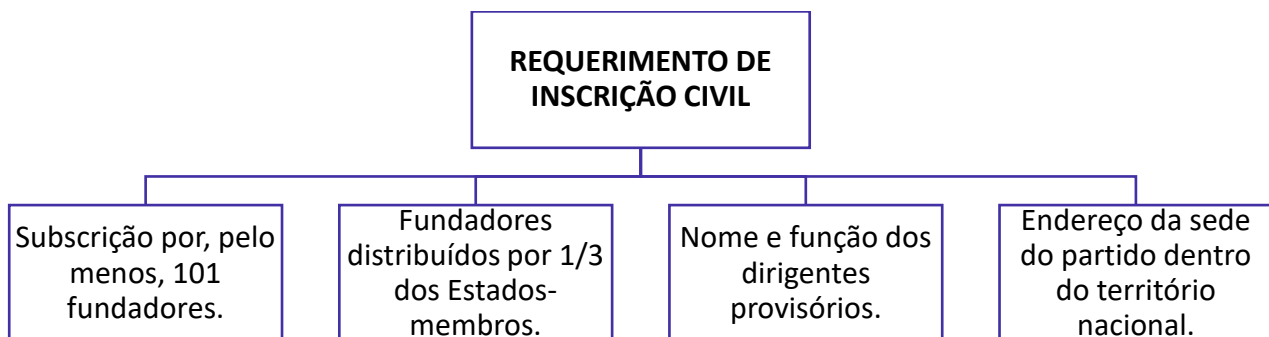 REQUERIMENTO DE
INSCRIÇÃO CIVIL
Subscrição por, pelo
menos, 101
fundadores.
Fundadores
distribuídos por 1/3
dos Estados-
membros.
Nome e função dos
dirigentes
provisórios.
Endereço da sede
do partido dentro
do território
nacional.